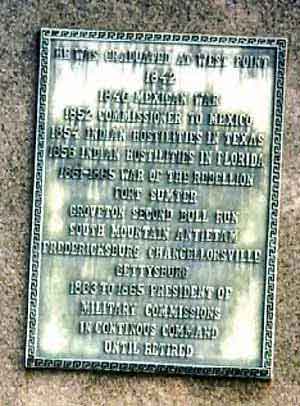 HE WAS GRADUATED AT WEST POINT
1842
1846 MEXICAN WAR
1852 COMMISSIONER TO MEXICO
1854 INDIAN HOSTILITIES IN TEXAS
1856 INDIAN HOSTILITIES IN FLORIDA
1861-1865 WAR OF THE REBELLION
FORT SUMTER
GROVETON SECOND BULL RUN
SOUTH MOUNTAIN ANTIETAM
FREDERICKSBURG CHANCELLORSVILLE
GETTYSBURG
1863 TO 1865 PRESIDENT OF
MILITARY COMMISSIONS
IN CONTINOUS COMMAND
UNTIL RETIRED